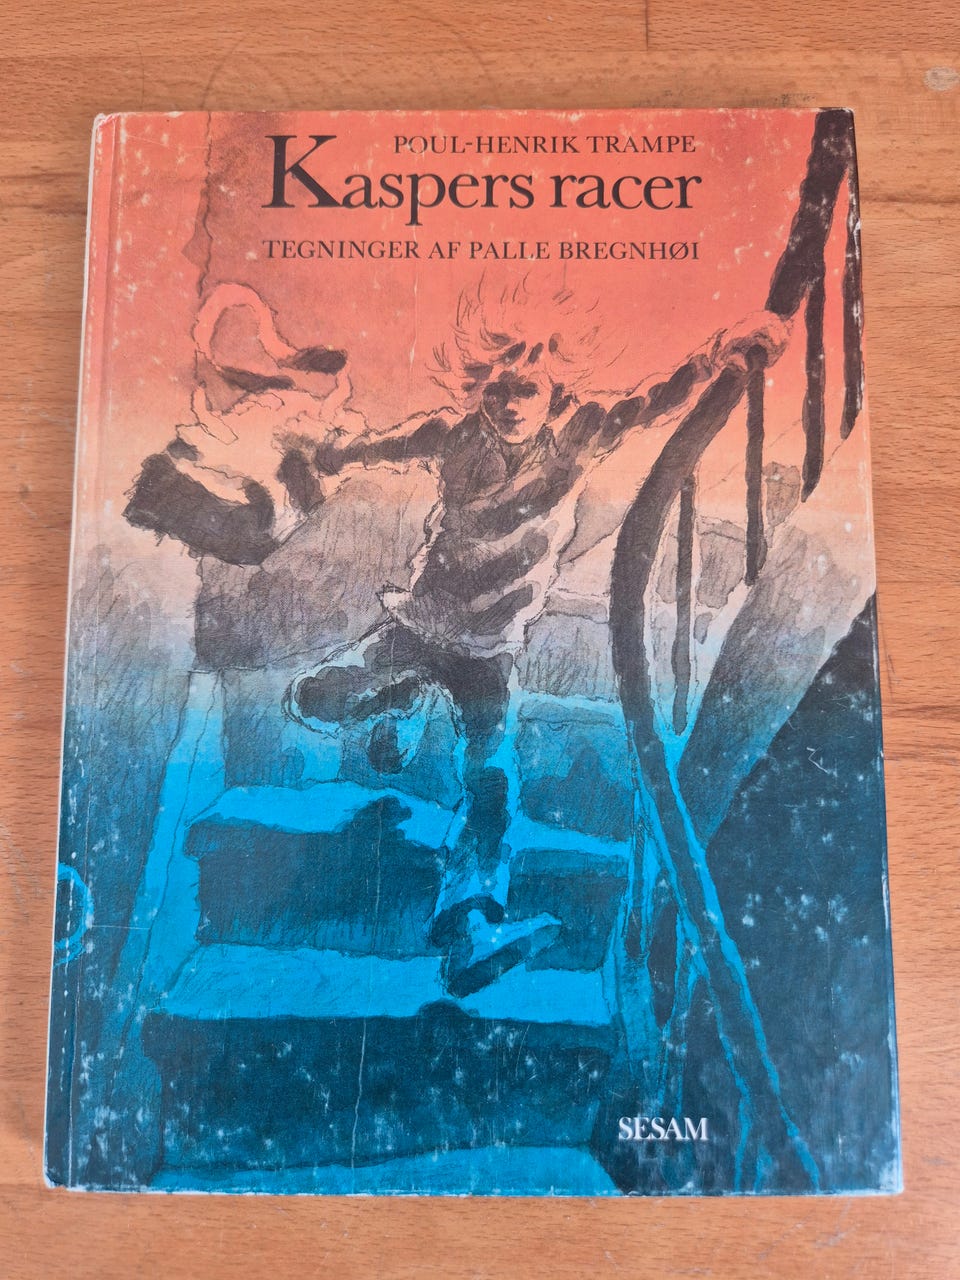 POUL-HENRIK TRAMPE
Kaspers racer
TEGNINGER AF PALLE BREGNHØI
SESAM